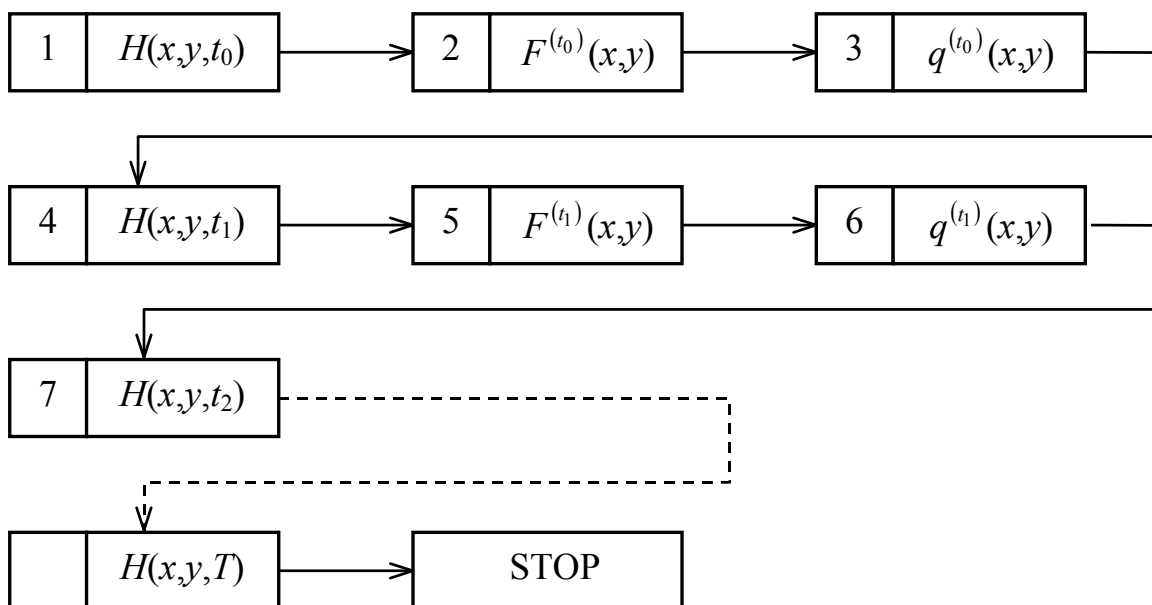 1 H(x,y,t₀) 2 F⁽ᵗ₀⁾(x,y) 3 q⁽ᵗ₀⁾(x,y)
4 H(x,y,t₁) 5 F⁽ᵗ₁⁾(x,y) 6 q⁽ᵗ₁⁾(x,y)
7 H(x,y,t₂)
H(x,y,T) STOP